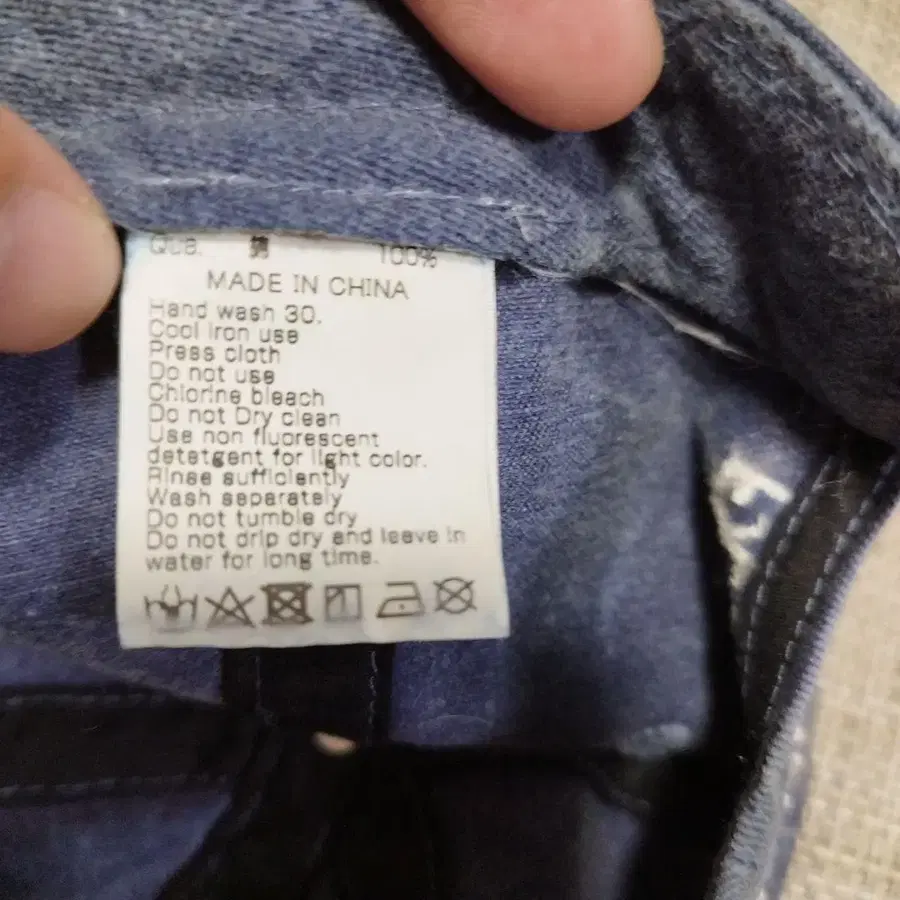 Qua. 100%
MADE IN CHINA
Hand wash 30.
Cool iron use
Press cloth
Do not use
Chlorine bleach
Do not Dry clean
Use non fluorescent
detetgent for light color.
Rinse sufficiently
Wash separately
Do not tumble dry
Do not drip dry and leave in
water for long time.